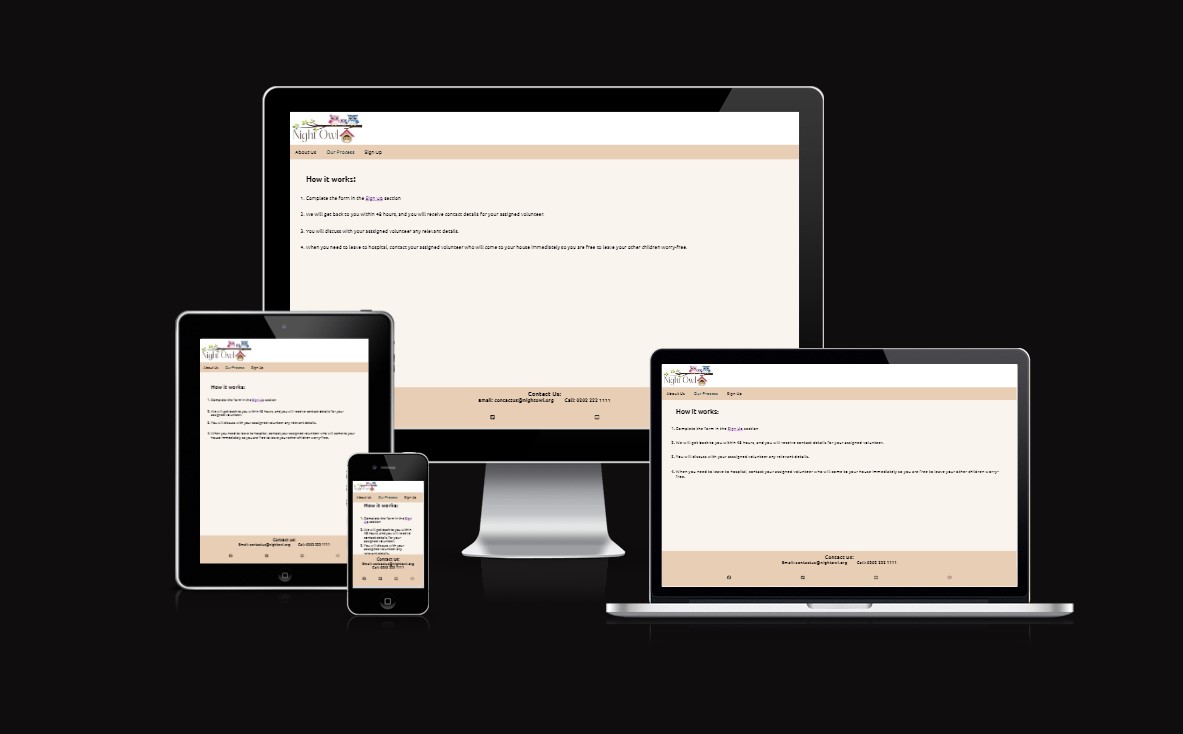 Night Owl
About Us Our Process Sign Up
How it works:
1. Complete the form in the Sign Up section
2. We will get back to you within 48 hours, and you will receive contact details for your assigned volunteer.
3. You will discuss with your asssigned volunteer any relevant details.
4. When you need to leave to hospital, contact your assigned volunteer who will come to your house immediately so you are free to leave your other children worry-free.
Contact Us:
Email: contactus@nightowl.org Call: 0203 222 1111
Night Owl
About Us Our Process Sign Up
How it works:
1. Complete the form in the Sign Up section
2. We will get back to you within 48 hours, and you will receive contact details for your
assigned volunteer.
3. You will discuss with your asssigned volunteer any relevant details.
4. When you need to leave to hospital, contact your assigned volunteer who will come to your
house immediately so you are free to leave your other children worry-free.
Contact Us:
Email: contactus@nightowl.org Call: 0203 222 1111
Night Owl
About Us Our Process Sign Up
How it works:
1. Complete the form in the Sign
Up section
2. We will get back to you within
48 hours and you will receive
contact details for your
assigned volunteer.
3. You will discuss with your
asssigned volunteer any
relevant details.
Contact Us:
Email: contactus@nightowl.org
Call: 0203 222 1111
Night Owl
About Us Our Process Sign Up
How it works:
1. Complete the form in the Sign Up section
2. We will get back to you within 48 hours, and you will receive contact details for your assigned volunteer.
3. You will discuss with your asssigned volunteer any relevant details.
4. When you need to leave to hospital, contact your assigned volunteer who will come to your house immediately so you are free to leave your other children worry-
free.
Contact Us:
Email: contactus@nightowl.org Call: 0203 222 1111